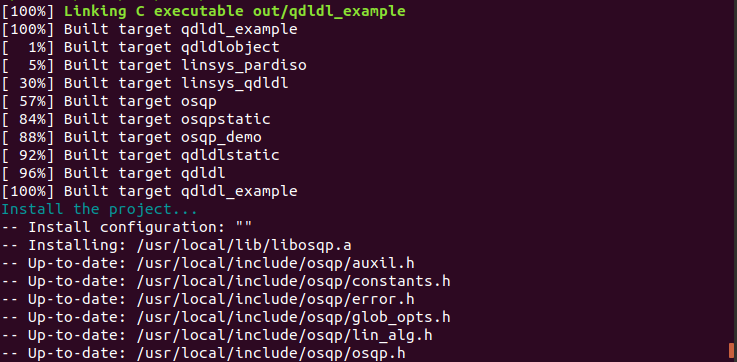 [100%] Linking C executable out/qdldl_example
[100%] Built target qdldl_example
[  1%] Built target qdldlobject
[  5%] Built target linsys_pardiso
[ 30%] Built target linsys_qdldl
[ 57%] Built target osqp
[ 84%] Built target osqpstatic
[ 88%] Built target osqp_demo
[ 92%] Built target qdldlstatic
[ 96%] Built target qdldl
[100%] Built target qdldl_example
Install the project...
-- Install configuration: ""
-- Installing: /usr/local/lib/libosqp.a
-- Up-to-date: /usr/local/include/osqp/auxil.h
-- Up-to-date: /usr/local/include/osqp/constants.h
-- Up-to-date: /usr/local/include/osqp/error.h
-- Up-to-date: /usr/local/include/osqp/glob_opts.h
-- Up-to-date: /usr/local/include/osqp/lin_alg.h
-- Up-to-date: /usr/local/include/osqp/osqp.h